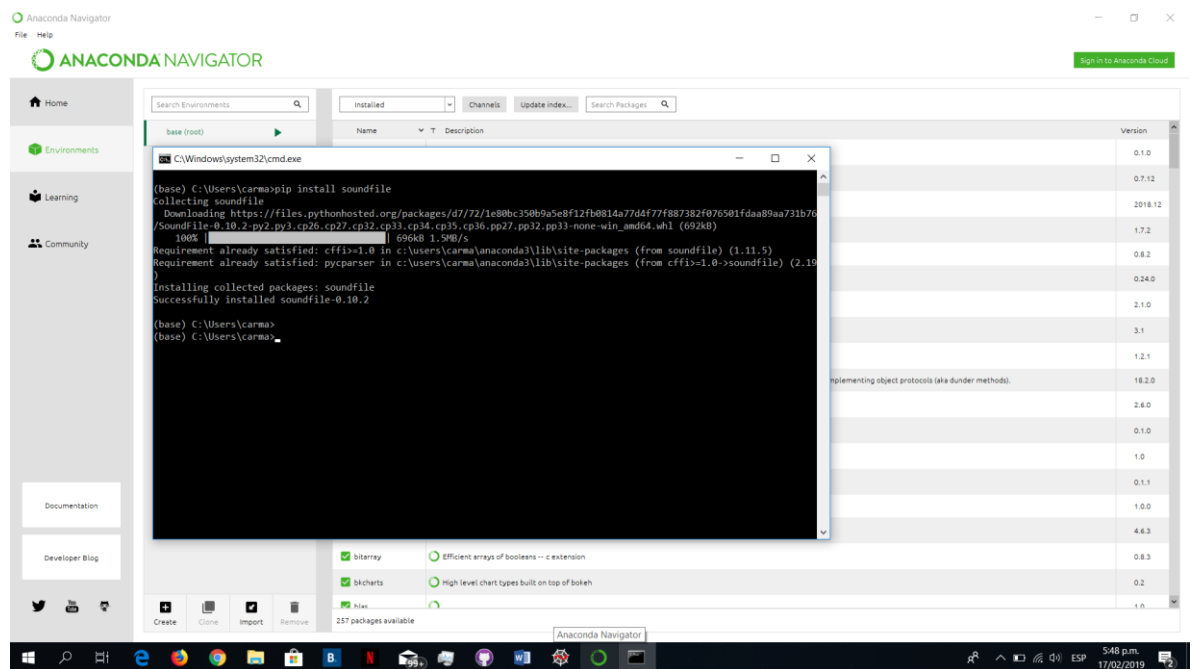 Anaconda Navigator
File Help
ANACONDA NAVIGATOR
Sign in to Anaconda Cloud
Home
Environments
Learning
Community
Documentation
Developer Blog
You Tube
Search Environments
base (root)
Create
Clone
Import
Remove
Installed
Channels
Update index...
Search Packages
Name
T
Description
Version
0.1.0
0.7.12
2018.12
1.7.2
0.8.2
0.24.0
2.1.0
3.1
1.2.1
mplementing object protocols (aka dunder methods).
18.2.0
2.6.0
0.1.0
1.0
0.1.1
1.0.0
4.6.3
bitarray
Efficient arrays of booleans -- c extension
0.8.3
bkcharts
High level chart types built on top of bokeh
0.2
blas
1.0
257 packages available
C:\Windows\system32\cmd.exe
(base) C:\Users\carma>pip install soundfile
Collecting soundfile
Downloading https://files.pythonhosted.org/packages/d7/72/1e80bc350b9a5e8f12fb0814a77d4f77f887382f076501fdaa89aa731b76
/SoundFile-0.10.2-py2.py3.cp26.cp27.cp32.cp33.cp34.cp35.cp36.pp27.pp32.pp33-none-win_amd64.whl (692kB)
100% |████████████████████████████████| 696kB 1.5MB/s
Requirement already satisfied: cffi>=1.0 in c:\users\carma\anaconda3\lib\site-packages (from soundfile) (1.11.5)
Requirement already satisfied: pycparser in c:\users\carma\anaconda3\lib\site-packages (from cffi>=1.0->soundfile) (2.19
)
Installing collected packages: soundfile
Successfully installed soundfile-0.10.2
(base) C:\Users\carma>
(base) C:\Users\carma>
Anaconda Navigator
B.
N
99+
ESP
5:48 p.m.
17/02/2019